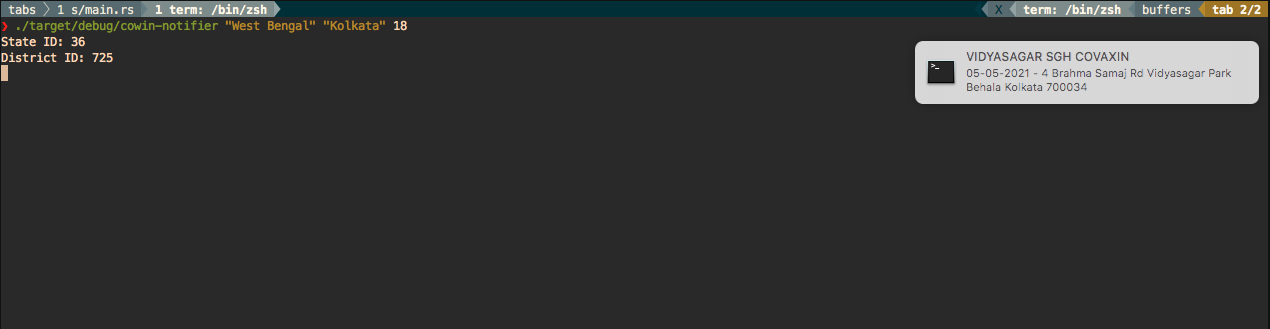 tabs 1 s/main.rs 1 term: /bin/zsh X term: /bin/zsh buffers tab 2/2
❯ ./target/debug/cowin-notifier "West Bengal" "Kolkata" 18
State ID: 36
District ID: 725
>_
VIDYASAGAR SGH COVAXIN
05-05-2021 - 4 Brahma Samaj Rd Vidyasagar Park
Behala Kolkata 700034